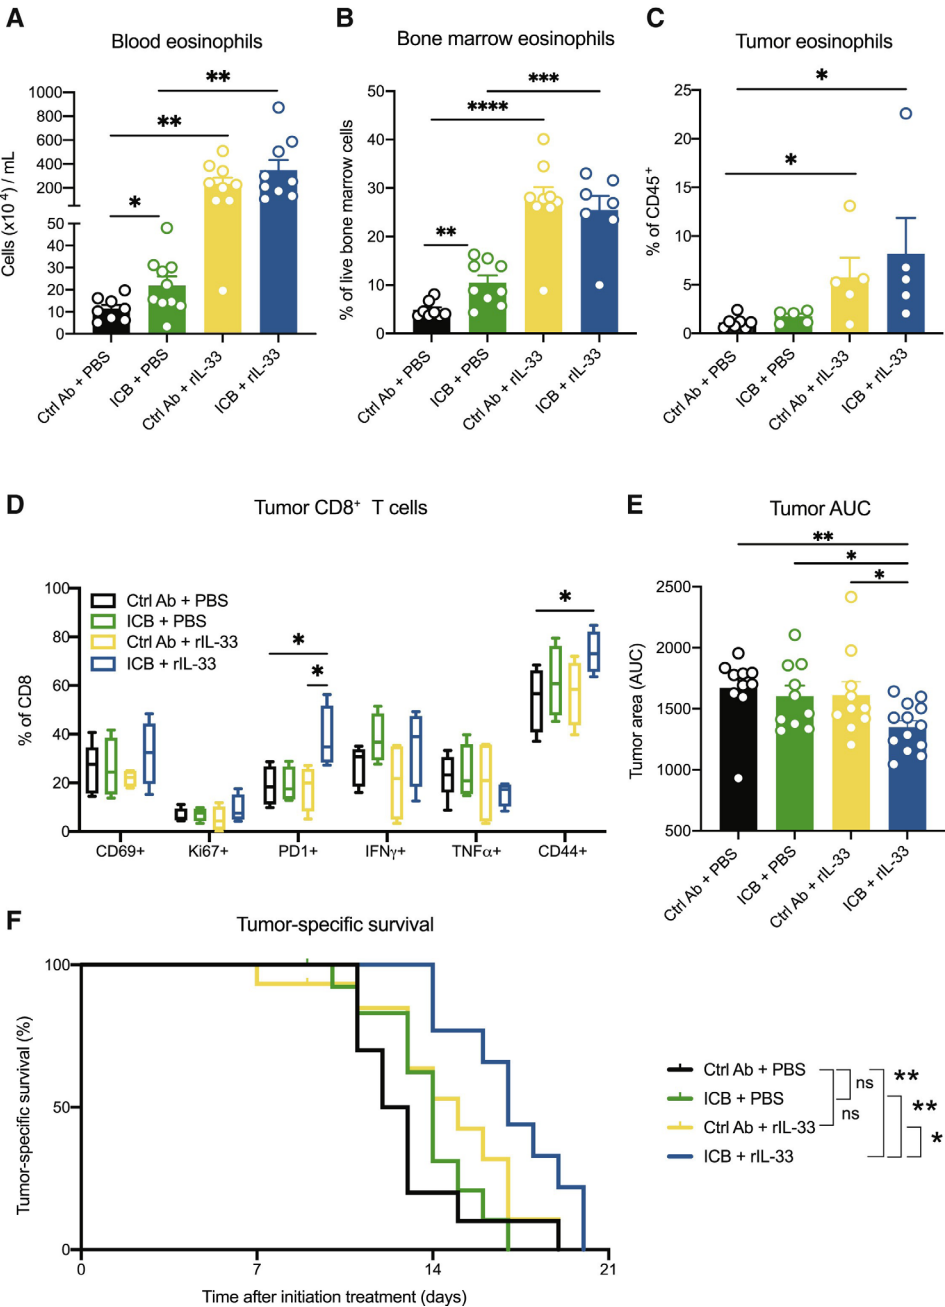 A
Blood eosinophils
**
**
*
Cells (x10⁴) / mL
1000
800
600
400
200
50
40
30
20
10
0
Ctrl Ab + PBS
ICB + PBS
Ctrl Ab + rIL-33
ICB + rIL-33
B
Bone marrow eosinophils
***
****
**
% of live bone marrow cells
50
40
30
20
10
0
Ctrl Ab + PBS
ICB + PBS
Ctrl Ab + rIL-33
ICB + rIL-33
C
Tumor eosinophils
*
*
% of CD45⁺
25
20
15
10
5
0
Ctrl Ab + PBS
ICB + PBS
Ctrl Ab + rIL-33
ICB + rIL-33
D
Tumor CD8⁺ T cells
% of CD8
100
80
60
40
20
0
Ctrl Ab + PBS
ICB + PBS
Ctrl Ab + rIL-33
ICB + rIL-33
*
*
*
CD69+
Ki67+
PD1+
IFNγ+
TNFα+
CD44+
E
Tumor AUC
**
*
*
Tumor area (AUC)
2500
2000
1500
1000
500
Ctrl Ab + PBS
ICB + PBS
Ctrl Ab + rIL-33
ICB + rIL-33
F
Tumor-specific survival
Tumor-specific survival (%)
100
50
0
0
7
14
21
Time after initiation treatment (days)
Ctrl Ab + PBS
ICB + PBS
Ctrl Ab + rIL-33
ICB + rIL-33
ns
ns
**
**
*